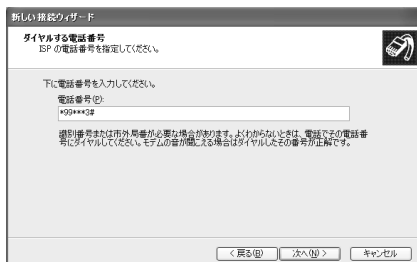 新しい接続ウィザード
ダイヤルする電話番号
ISP の電話番号を指定してください。
下に電話番号を入力してください。
電話番号(P):
*99***3#
識別番号または市外局番が必要な場合があります。よくわからないときは、電話でその電話番
号にダイヤルしてください。モデムの音が聞こえる場合はダイヤルしたその番号が正解です。
< 戻る(B)
次へ(N) >
キャンセル